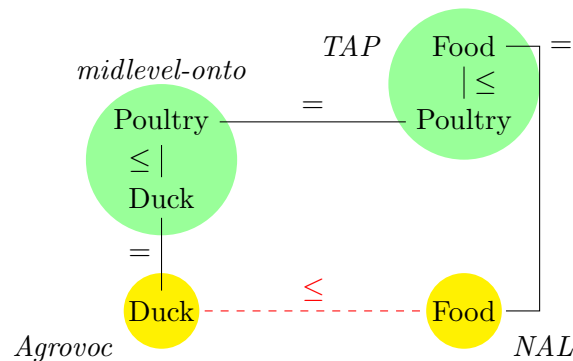 TAP
Food
=
midlevel-onto
| ≤
Poultry
=
Poultry
≤ |
Duck
=
≤
Duck
Food
Agrovoc
NAL